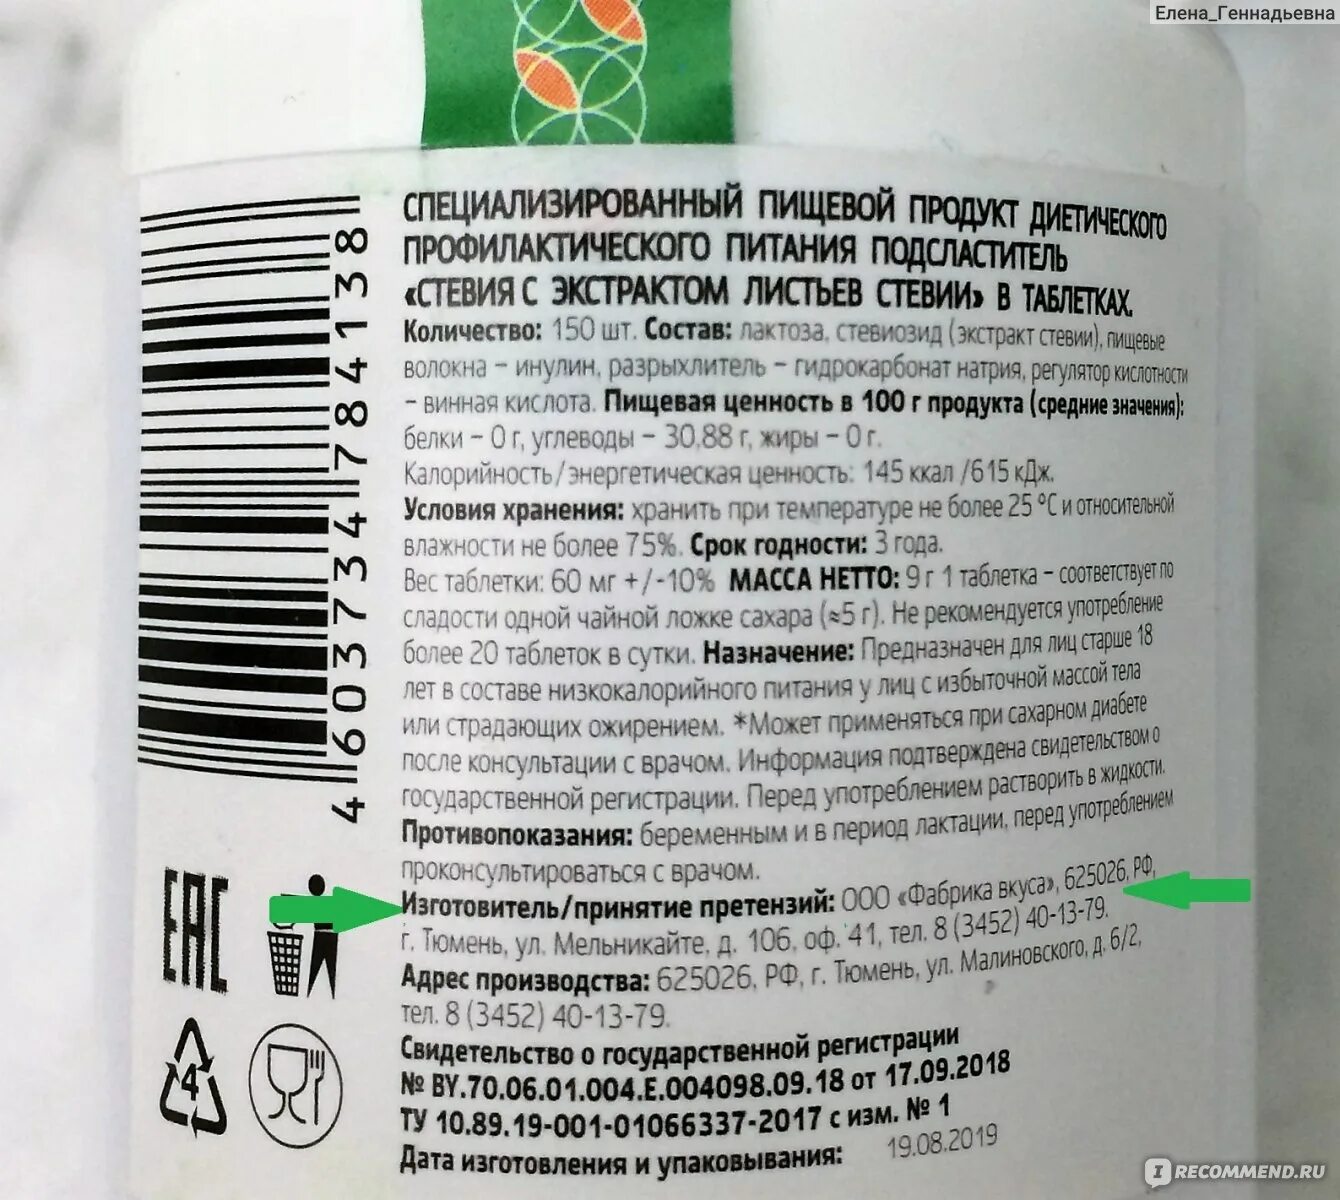 Елена_Геннадьевна
СПЕЦИАЛИЗИРОВАННЫЙ ПИЩЕВОЙ ПРОДУКТ ДИЕТИЧЕСКОГО
ПРОФИЛАКТИЧЕСКОГО ПИТАНИЯ ПОДСЛАСТИТЕЛЬ
«СТЕВИЯ С ЭКСТРАКТОМ ЛИСТЬЕВ СТЕВИИ» В ТАБЛЕТКАХ.
Количество: 150 шт. Состав: лактоза, стевиозид (экстракт стевии), пищевые
волокна – инулин, разрыхлитель – гидрокарбонат натрия, регулятор кислотности
– винная кислота. Пищевая ценность в 100 г продукта (средние значения):
белки – 0 г, углеводы – 30,88 г, жиры – 0 г.
Калорийность/энергетическая ценность: 145 ккал /615 кДж.
Условия хранения: хранить при температуре не более 25 °С и относительной
влажности не более 75%. Срок годности: 3 года.
Вес таблетки: 60 мг +/-10% МАССА НЕТТО: 9 г 1 таблетка – соответствует по
сладости одной чайной ложке сахара (≈5 г). Не рекомендуется употребление
более 20 таблеток в сутки. Назначение: Предназначен для лиц старше 18
лет в составе низкокалорийного питания у лиц с избыточной массой тела
или страдающих ожирением. *Может применяться при сахарном диабете
после консультации с врачом. Информация подтверждена свидетельством о
государственной регистрации. Перед употреблением растворить в жидкости.
Противопоказания: беременным и в период лактации, перед употреблением
проконсультироваться с врачом.
Изготовитель/принятие претензий: ООО «Фабрика вкуса», 625026, РФ,
г. Тюмень, ул. Мельникайте, д. 106, оф. 41, тел. 8 (3452) 40-13-79.
Адрес производства: 625026, РФ, г. Тюмень, ул. Малиновского, д. 6/2,
тел. 8 (3452) 40-13-79.
Свидетельство о государственной регистрации
№ BY.70.06.01.004.E.004098.09.18 от 17.09.2018
ТУ 10.89.19-001-01066337-2017 с изм. № 1
Дата изготовления и упаковывания: 19.08.2019
4 603734 784138
EAC
4
IRECOMMEND.RU